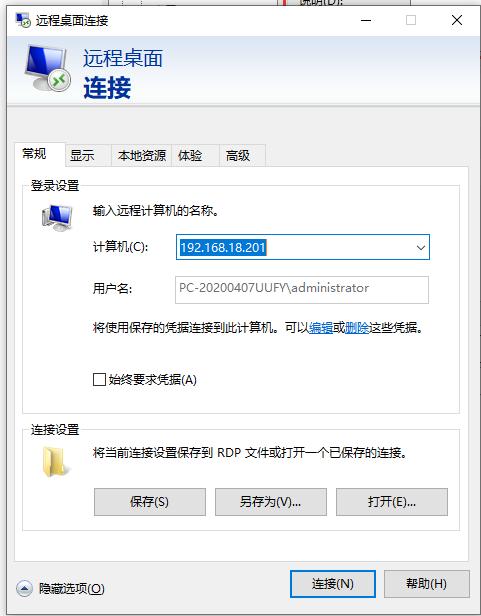 说明(D):
远程桌面连接
远程桌面
连接
常规 显示 本地资源 体验 高级
登录设置
输入远程计算机的名称。
计算机(C): 192.168.18.201
用户名: PC-20200407UUFY\administrator
将使用保存的凭据连接到此计算机。可以编辑或删除这些凭据。
始终要求凭据(A)
连接设置
将当前连接设置保存到 RDP 文件或打开一个已保存的连接。
保存(S) 另存为(V)... 打开(E)...
隐藏选项(O) 连接(N) 帮助(H)